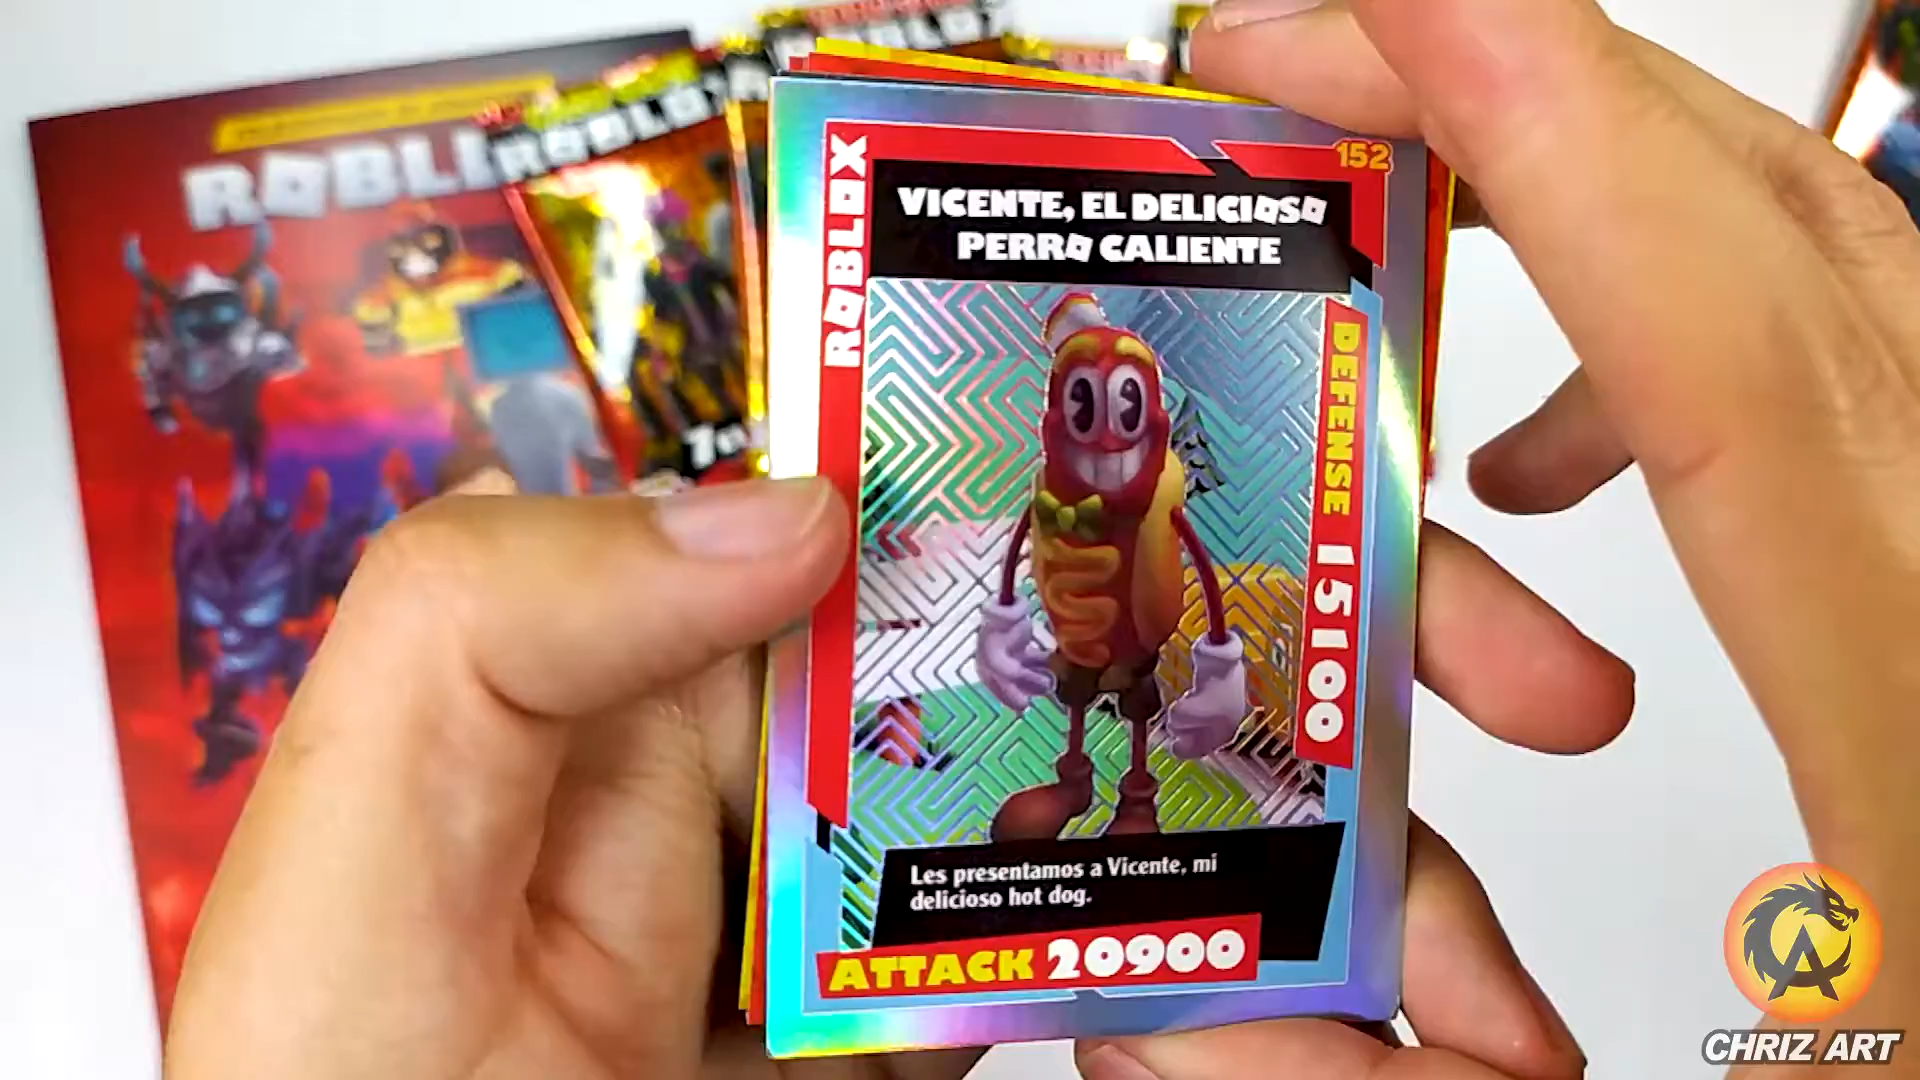 ROBLOX
152
VICENTE, EL DELICIOSO
PERRO CALIENTE
DEFENSE 15100
Les presentamos a Vicente, mi
delicioso hot dog.
ATTACK 20900
ROBL
ROBLOX
ROBLOX
CHRIZ ART